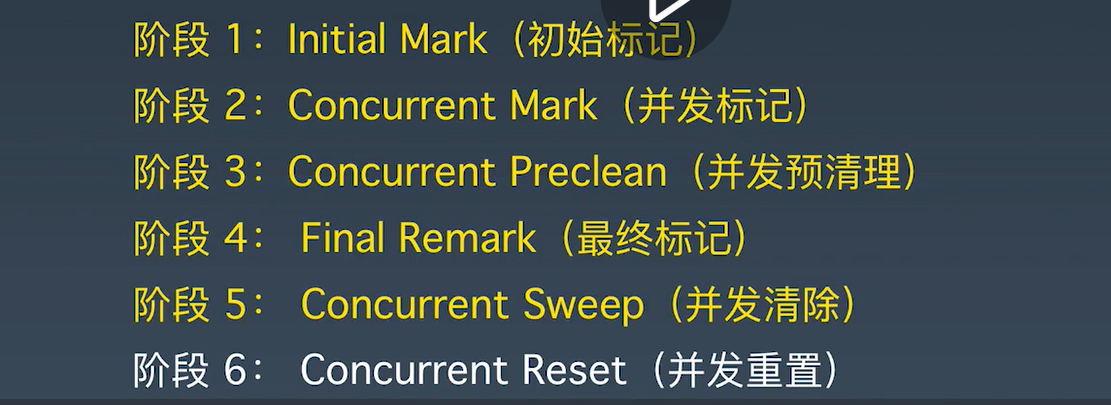 阶段 1：Initial Mark（初始标记）
阶段 2：Concurrent Mark（并发标记）
阶段 3：Concurrent Preclean（并发预清理）
阶段 4： Final Remark（最终标记）
阶段 5： Concurrent Sweep（并发清除）
阶段 6： Concurrent Reset（并发重置）